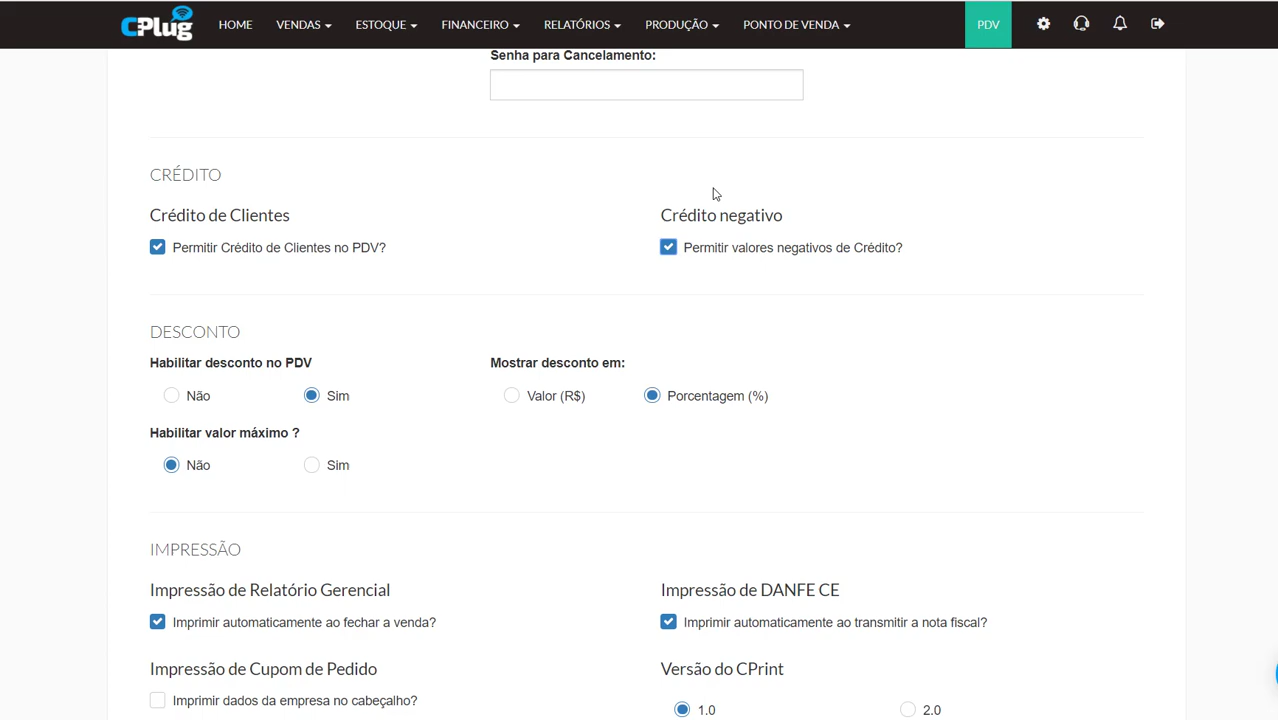 CPlug HOME VENDAS ESTOQUE FINANCEIRO RELATÓRIOS PRODUÇÃO PONTO DE VENDA PDV
Senha para Cancelamento:
CRÉDITO
Crédito de Clientes Crédito negativo
Permitir Crédito de Clientes no PDV? Permitir valores negativos de Crédito?
DESCONTO
Habilitar desconto no PDV Mostrar desconto em:
Não Sim Valor (R$) Porcentagem (%)
Habilitar valor máximo ?
Não Sim
IMPRESSÃO
Impressão de Relatório Gerencial Impressão de DANFE CE
Imprimir automaticamente ao fechar a venda? Imprimir automaticamente ao transmitir a nota fiscal?
Impressão de Cupom de Pedido Versão do CPrint
Imprimir dados da empresa no cabeçalho? 1.0 2.0